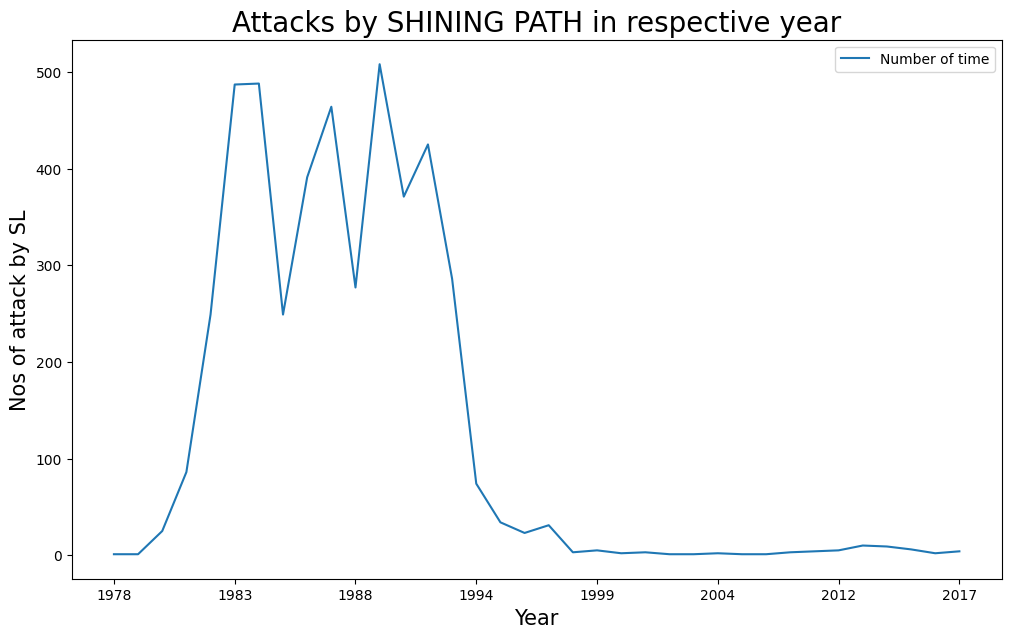 Attacks by SHINING PATH in respective year
Number of time
Nos of attack by SL
500
400
300
200
100
0
1978 1983 1988 1994 1999 2004 2012 2017
Year